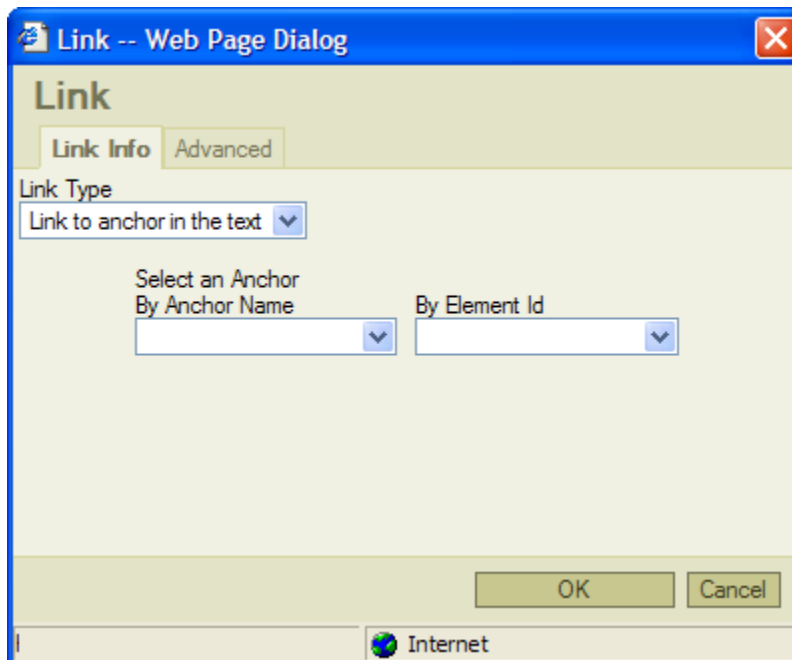 Link -- Web Page Dialog
Link
Link Info Advanced
Link Type
Link to anchor in the text
Select an Anchor
By Anchor Name By Element Id
OK Cancel
Internet